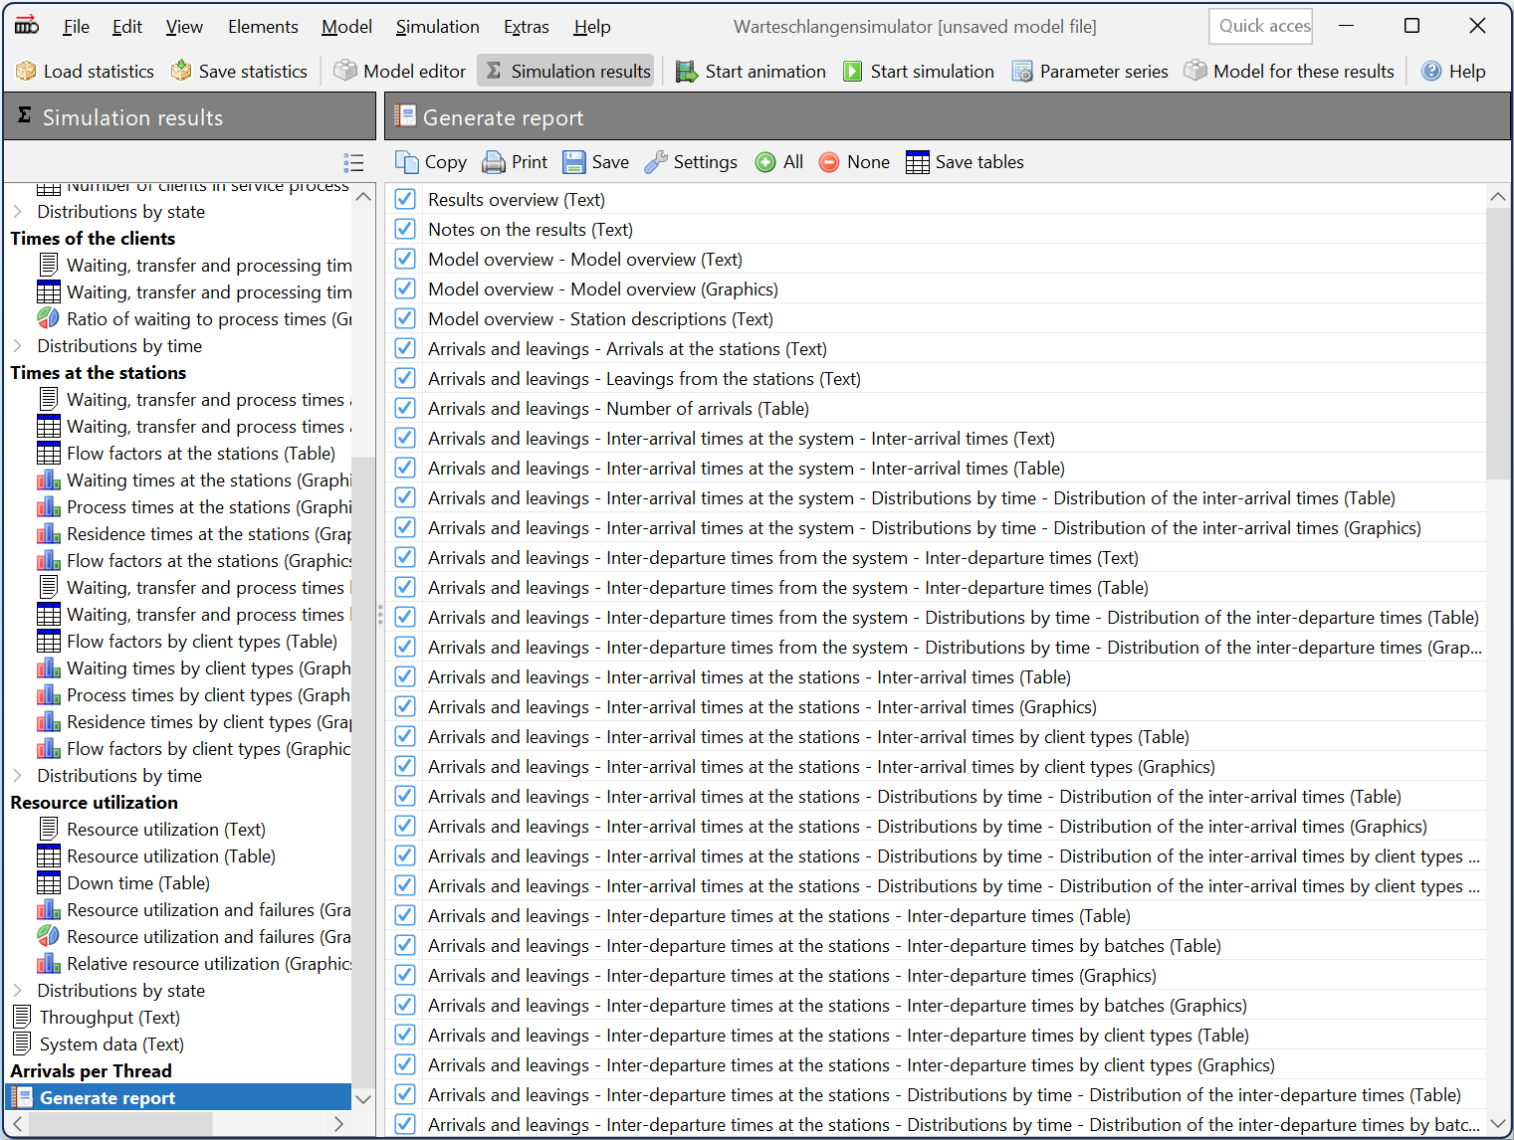 File Edit View Elements Model Simulation Extras Help Warteschlangensimulator [unsaved model file] Quick acces
Load statistics Save statistics Model editor Σ Simulation results Start animation Start simulation Parameter series Model for these results Help
Σ Simulation results
Generate report
Copy Print Save Settings All None Save tables
Number of clients in service process
Distributions by state
Times of the clients
Waiting, transfer and processing tim
Waiting, transfer and processing tim
Ratio of waiting to process times (Gr
Distributions by time
Times at the stations
Waiting, transfer and process times
Waiting, transfer and process times
Flow factors at the stations (Table)
Waiting times at the stations (Graphi
Process times at the stations (Graphi
Residence times at the stations (Grap
Flow factors at the stations (Graphics
Waiting, transfer and process times
Waiting, transfer and process times
Flow factors by client types (Table)
Waiting times by client types (Graph
Process times by client types (Graph
Residence times by client types (Grap
Flow factors by client types (Graphic
Distributions by time
Resource utilization
Resource utilization (Text)
Resource utilization (Table)
Down time (Table)
Resource utilization and failures (Gra
Resource utilization and failures (Gra
Relative resource utilization (Graphics
Distributions by state
Throughput (Text)
System data (Text)
Arrivals per Thread
Generate report
Results overview (Text)
Notes on the results (Text)
Model overview - Model overview (Text)
Model overview - Model overview (Graphics)
Model overview - Station descriptions (Text)
Arrivals and leavings - Arrivals at the stations (Text)
Arrivals and leavings - Leavings from the stations (Text)
Arrivals and leavings - Number of arrivals (Table)
Arrivals and leavings - Inter-arrival times at the system - Inter-arrival times (Text)
Arrivals and leavings - Inter-arrival times at the system - Inter-arrival times (Table)
Arrivals and leavings - Inter-arrival times at the system - Distributions by time - Distribution of the inter-arrival times (Table)
Arrivals and leavings - Inter-arrival times at the system - Distributions by time - Distribution of the inter-arrival times (Graphics)
Arrivals and leavings - Inter-departure times from the system - Inter-departure times (Text)
Arrivals and leavings - Inter-departure times from the system - Inter-departure times (Table)
Arrivals and leavings - Inter-departure times from the system - Distributions by time - Distribution of the inter-departure times (Table)
Arrivals and leavings - Inter-departure times from the system - Distributions by time - Distribution of the inter-departure times (Grap...
Arrivals and leavings - Inter-arrival times at the stations - Inter-arrival times (Table)
Arrivals and leavings - Inter-arrival times at the stations - Inter-arrival times (Graphics)
Arrivals and leavings - Inter-arrival times at the stations - Inter-arrival times by client types (Table)
Arrivals and leavings - Inter-arrival times at the stations - Inter-arrival times by client types (Graphics)
Arrivals and leavings - Inter-arrival times at the stations - Distributions by time - Distribution of the inter-arrival times (Table)
Arrivals and leavings - Inter-arrival times at the stations - Distributions by time - Distribution of the inter-arrival times (Graphics)
Arrivals and leavings - Inter-arrival times at the stations - Distributions by time - Distribution of the inter-arrival times by client types ...
Arrivals and leavings - Inter-arrival times at the stations - Distributions by time - Distribution of the inter-arrival times by client types ...
Arrivals and leavings - Inter-departure times at the stations - Inter-departure times (Table)
Arrivals and leavings - Inter-departure times at the stations - Inter-departure times by batches (Table)
Arrivals and leavings - Inter-departure times at the stations - Inter-departure times (Graphics)
Arrivals and leavings - Inter-departure times at the stations - Inter-departure times by batches (Graphics)
Arrivals and leavings - Inter-departure times at the stations - Inter-departure times by client types (Table)
Arrivals and leavings - Inter-departure times at the stations - Inter-departure times by client types (Graphics)
Arrivals and leavings - Inter-departure times at the stations - Distributions by time - Distribution of the inter-departure times (Table)
Arrivals and leavings - Inter-departure times at the stations - Distributions by time - Distribution of the inter-departure times by batc...